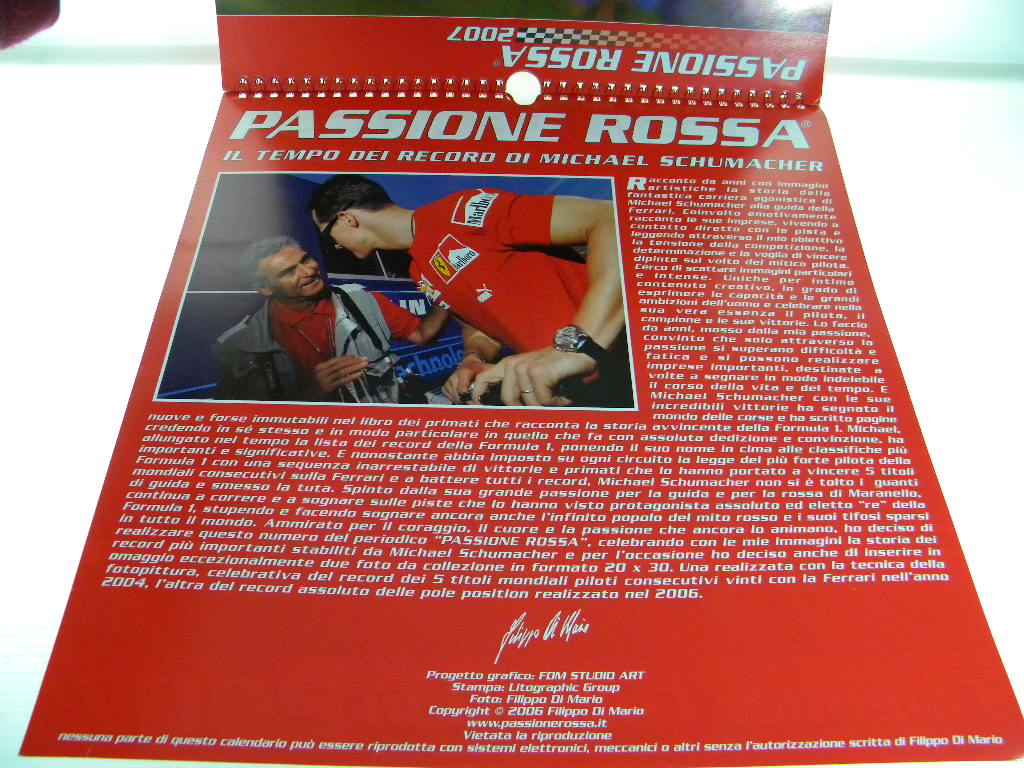 PASSIONE ROSSA®
2007
PASSIONE ROSSA®
IL TEMPO DEI RECORD DI MICHAEL SCHUMACHER
Racconto da anni con immagini
artistiche la storia della
fantastica carriera agonistica di
Michael Schumacher alla guida della
Ferrari. Coinvolto emotivamente
racconto le sue imprese, vivendo a
contatto diretto con la pista e
leggendo attraverso il mio obiettivo
la tensione della competizione, la
determinazione e la voglia di vincere
dipinte sul volto del mitico pilota.
Cerco di scattare immagini particolari
e intense. Uniche per intimo
contenuto creativo, in grado di
esprimere le capacità e le grandi
ambizioni dell'uomo e celebrare nella
sua vera essenza il pilota, il
campione e le sue vittorie. Lo faccio
da anni, mosso dalla mia passione,
convinto che solo attraverso la
passione si superano difficoltà e
fatica e si possono realizzare
imprese importanti, destinate a
volte a segnare in modo indelebile
il corso della vita e del tempo. E
Michael Schumacher con le sue
incredibili vittorie ha segnato il
mondo delle corse e ha scritto pagine
nuove e forse immutabili nel libro dei primati che racconta la storia avvincente della Formula 1. Michael,
credendo in sé stesso e in modo particolare in quello che fa con assoluta dedizione e convinzione, ha
allungato nel tempo la lista dei record della Formula 1, ponendo il suo nome in cima alle classifiche più
importanti e significative. E nonostante abbia imposto su ogni circuito la legge del più forte pilota della
Formula 1 con una sequenza inarrestabile di vittorie e primati che lo hanno portato a vincere 5 titoli
mondiali consecutivi sulla Ferrari e a battere tutti i record, Michael Schumacher non si è tolto i guanti
di guida e smesso la tuta. Spinto dalla sua grande passione per la guida e per la rossa di Maranello,
continua a correre e a sognare sulle piste che lo hanno visto protagonista assoluto ed eletto "re" della
Formula 1, stupendo e facendo sognare ancora anche l'infinito popolo del mito rosso e i suoi tifosi sparsi
in tutto il mondo. Ammirato per il coraggio, il cuore e la passione che ancora lo animano, ho deciso di
realizzare questo numero del periodico "PASSIONE ROSSA", celebrando con le mie immagini la storia dei
record più importanti stabiliti da Michael Schumacher e per l'occasione ho deciso anche di inserire in
omaggio eccezionalmente due foto da collezione in formato 20 x 30. Una realizzata con la tecnica della
fotopittura, celebrativa del record dei 5 titoli mondiali piloti consecutivi vinti con la Ferrari nell'anno
2004, l'altra del record assoluto delle pole position realizzato nel 2006.
Filippo Di Mario
Progetto grafico: FDM STUDIO ART
Stampa: Litographic Group
Foto: Filippo Di Mario
Copyright © 2006 Filippo Di Mario
www.passionerossa.it
Vietata la riproduzione
nessuna parte di questo calendario può essere riprodotta con sistemi elettronici, meccanici o altri senza l'autorizzazione scritta di Filippo Di Mario
Marlboro
Marlboro